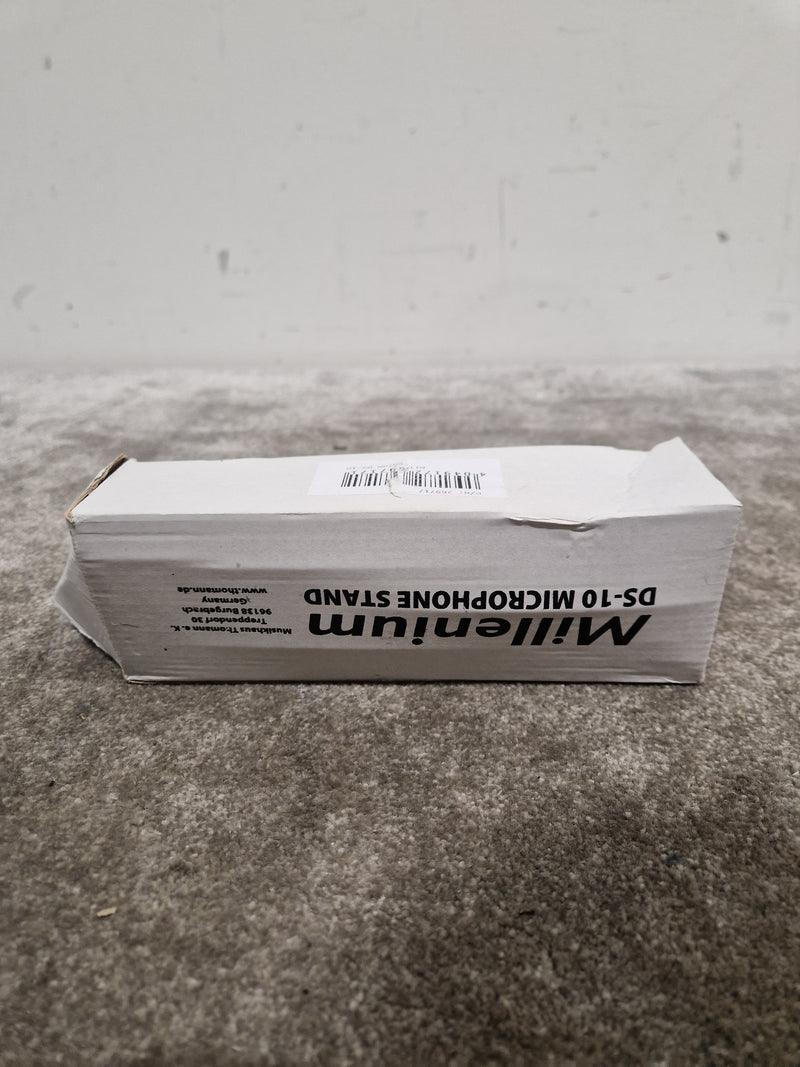 Millenium
DS-10 MICROPHONE STAND
Musikhaus Thomann e. K.
Treppendorf 30
96138 Burgebrach
Germany
www.thomann.de